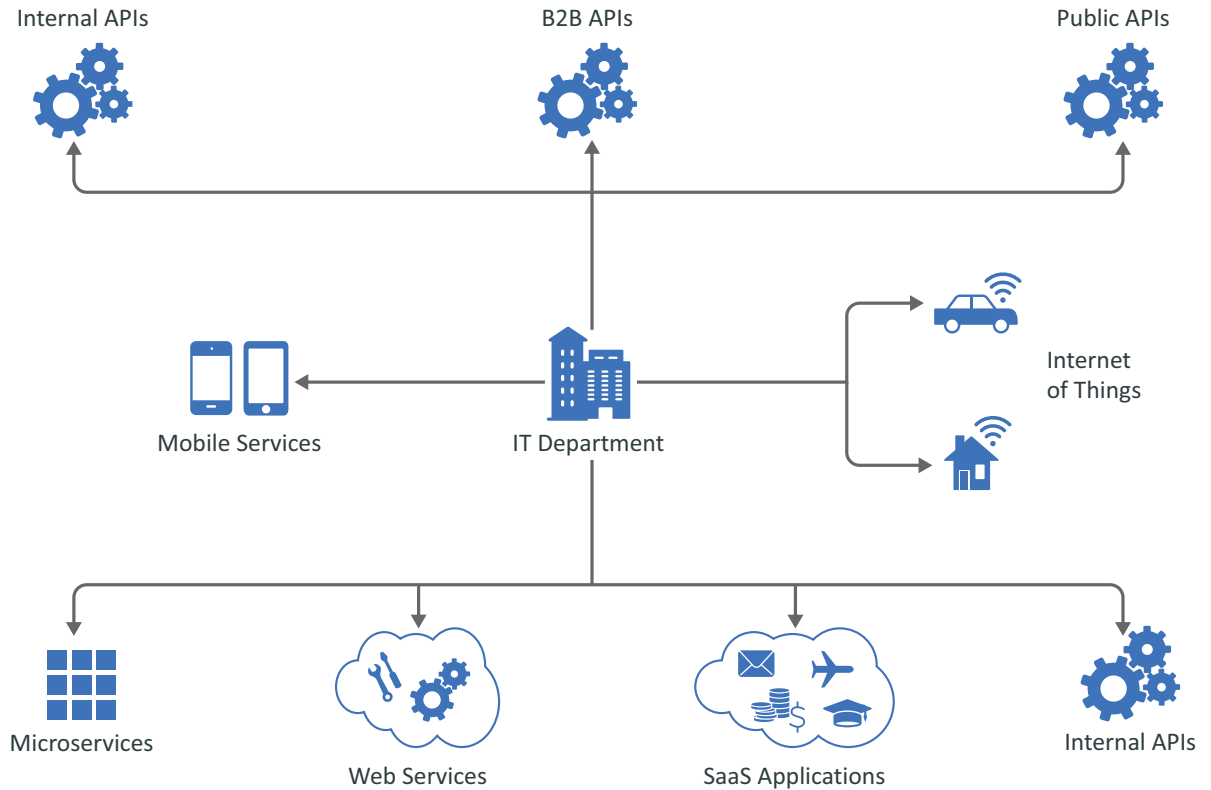 Internal APIs
B2B APIs
Public APIs
Internet
of Things
Mobile Services
IT Department
Microservices
Web Services
SaaS Applications
Internal APIs
$